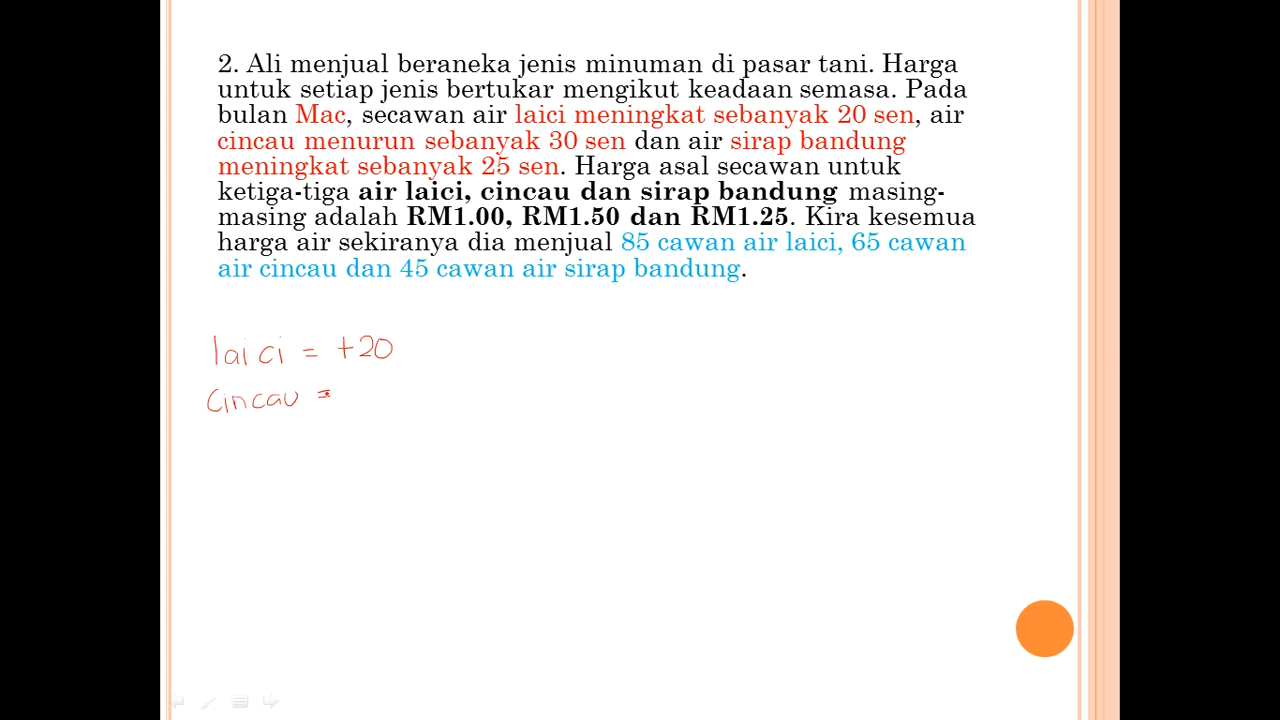 2. Ali menjual beraneka jenis minuman di pasar tani. Harga
untuk setiap jenis bertukar mengikut keadaan semasa. Pada
bulan Mac, secawan air laici meningkat sebanyak 20 sen, air
cincau menurun sebanyak 30 sen dan air sirap bandung
meningkat sebanyak 25 sen. Harga asal secawan untuk
ketiga-tiga air laici, cincau dan sirap bandung masing-
masing adalah RM1.00, RM1.50 dan RM1.25. Kira kesemua
harga air sekiranya dia menjual 85 cawan air laici, 65 cawan
air cincau dan 45 cawan air sirap bandung.
laici = +20
cincau =